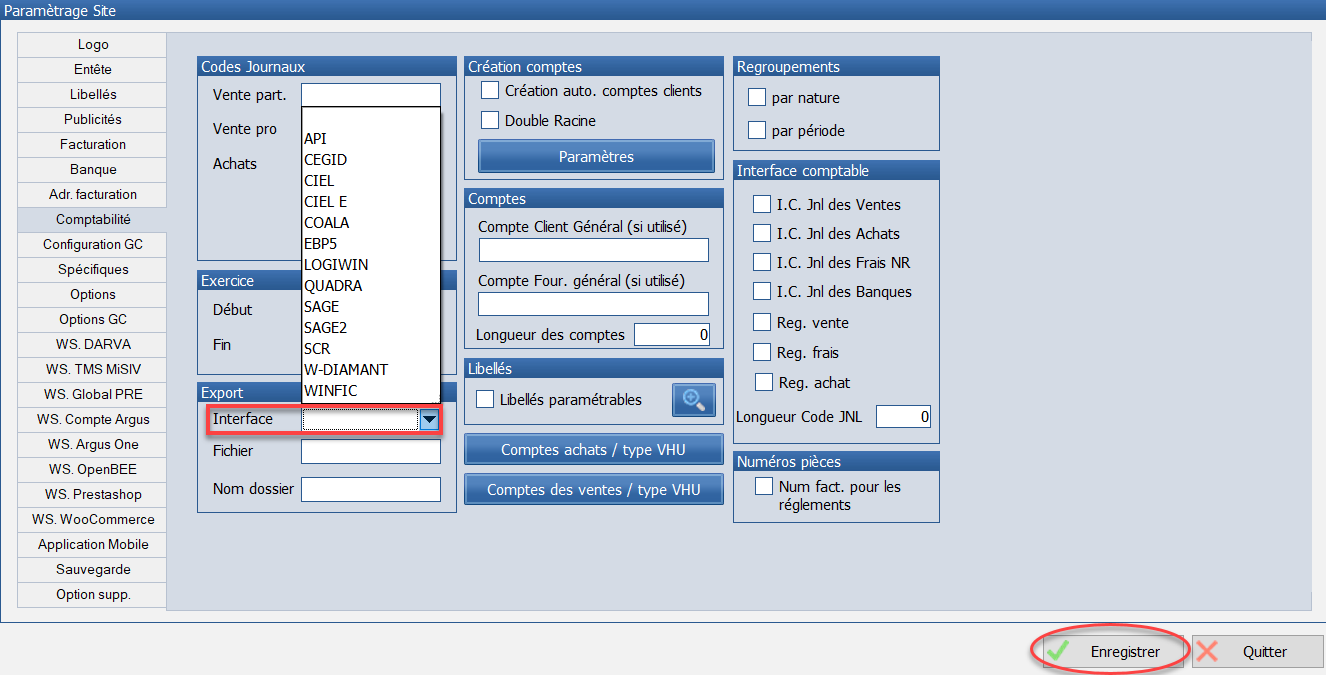 Paramètrage Site
Logo
Entête
Libellés
Publicités
Facturation
Banque
Adr. facturation
Comptabilité
Configuration GC
Spécifiques
Options
Options GC
WS. DARVA
WS. TMS MiSIV
WS. Global PRE
WS. Compte Argus
WS. Argus One
WS. OpenBEE
WS. Prestashop
WS. WooCommerce
Application Mobile
Sauvegarde
Option supp.
Codes Journaux
Vente part.
Vente pro
Achats
API
CEGID
CIEL
CIEL E
COALA
EBP5
LOGIWIN
QUADRA
SAGE
SAGE2
SCR
W-DIAMANT
WINFIC
Exercice
Début
Fin
Export
Interface
Fichier
Nom dossier
Création comptes
Création auto. comptes clients
Double Racine
Paramètres
Comptes
Compte Client Général (si utilisé)
Compte Four. général (si utilisé)
Longueur des comptes 0
Libellés
Libellés paramétrables
Comptes achats / type VHU
Comptes des ventes / type VHU
Regroupements
par nature
par période
Interface comptable
I.C. Jnl des Ventes
I.C. Jnl des Achats
I.C. Jnl des Frais NR
I.C. Jnl des Banques
Reg. vente
Reg. frais
Reg. achat
Longueur Code JNL 0
Numéros pièces
Num fact. pour les
réglements
Enregistrer
Quitter